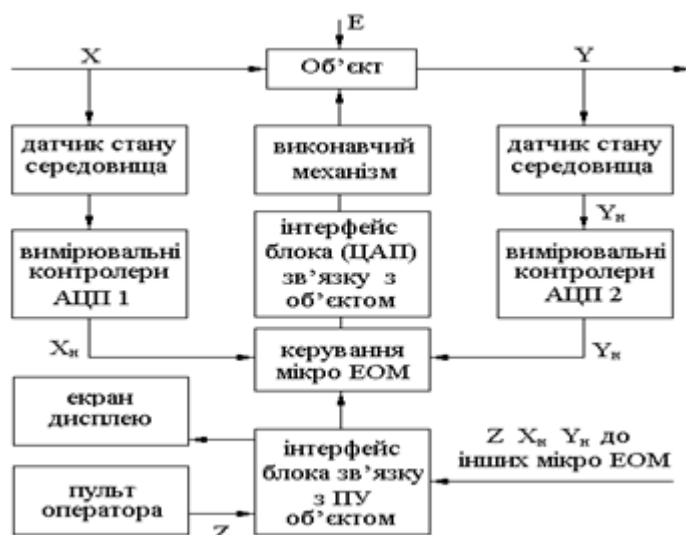 E
X
Об’єкт
Y
датчик стану
середовища
виконавчий
механізм
датчик стану
середовища
Yн
вимірювальні
контролери
АЦП 1
інтерфейс
блока (ЦАП)
зв’язку з
об’єктом
вимірювальні
контролери
АЦП 2
Xн
керування
мікро ЕОМ
Yн
екран
дисплею
інтерфейс
блока зв’язку
з ПУ
об’єктом
Z Xн Yн до
інших мікро ЕОМ
пульт
оператора
Z